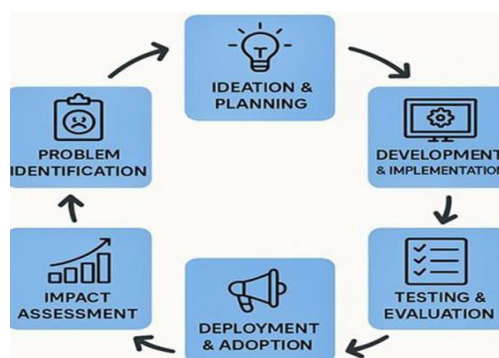 IDEATION &
PLANNING
DEVELOPMENT
& IMPLEMENTATION
TESTING &
EVALUATION
DEPLOYMENT
& ADOPTION
IMPACT
ASSESSMENT
PROBLEM
IDENTIFICATION